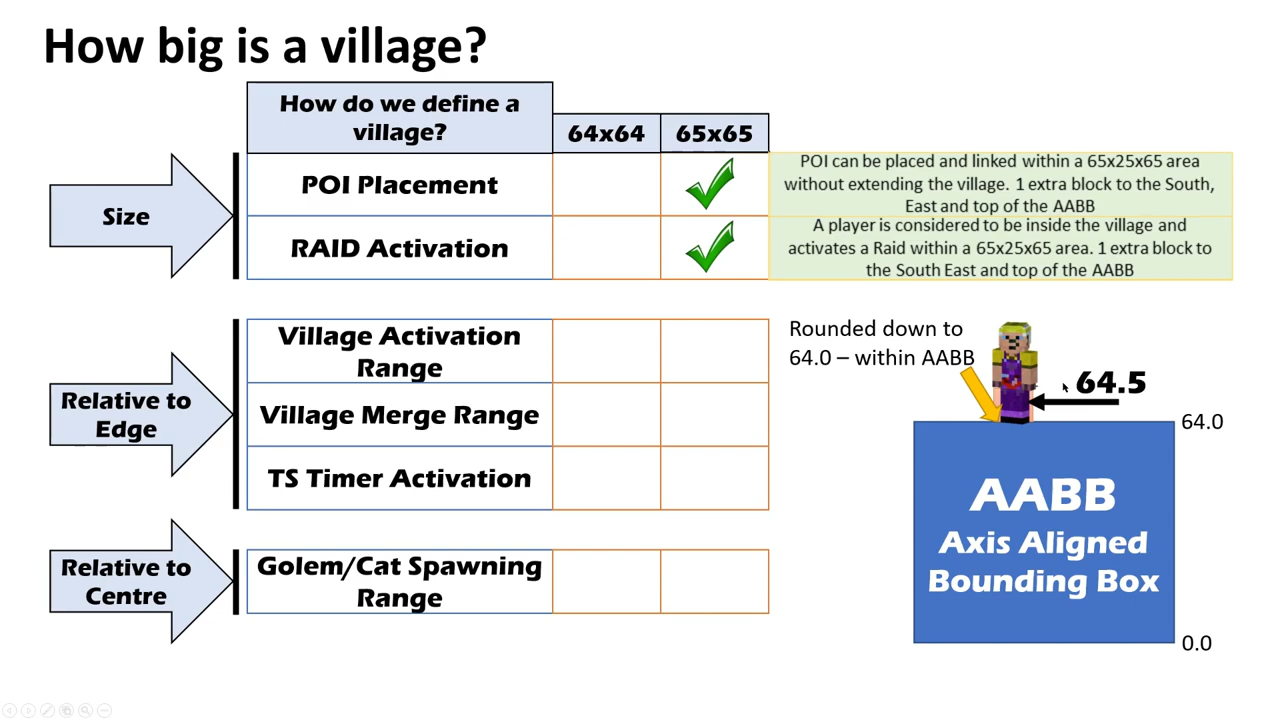 How big is a village?
How do we define a
village?
64x64
65x65
Size
POI Placement
POI can be placed and linked within a 65x25x65 area
without extending the village. 1 extra block to the South,
East and top of the AABB
RAID Activation
A player is considered to be inside the village and
activates a Raid within a 65x25x65 area. 1 extra block to
the South East and top of the AABB
Relative to
Edge
Village Activation
Range
Village Merge Range
TS Timer Activation
Rounded down to
64.0 – within AABB
64.5
64.0
AABB
Axis Aligned
Bounding Box
0.0
Relative to
Centre
Golem/Cat Spawning
Range